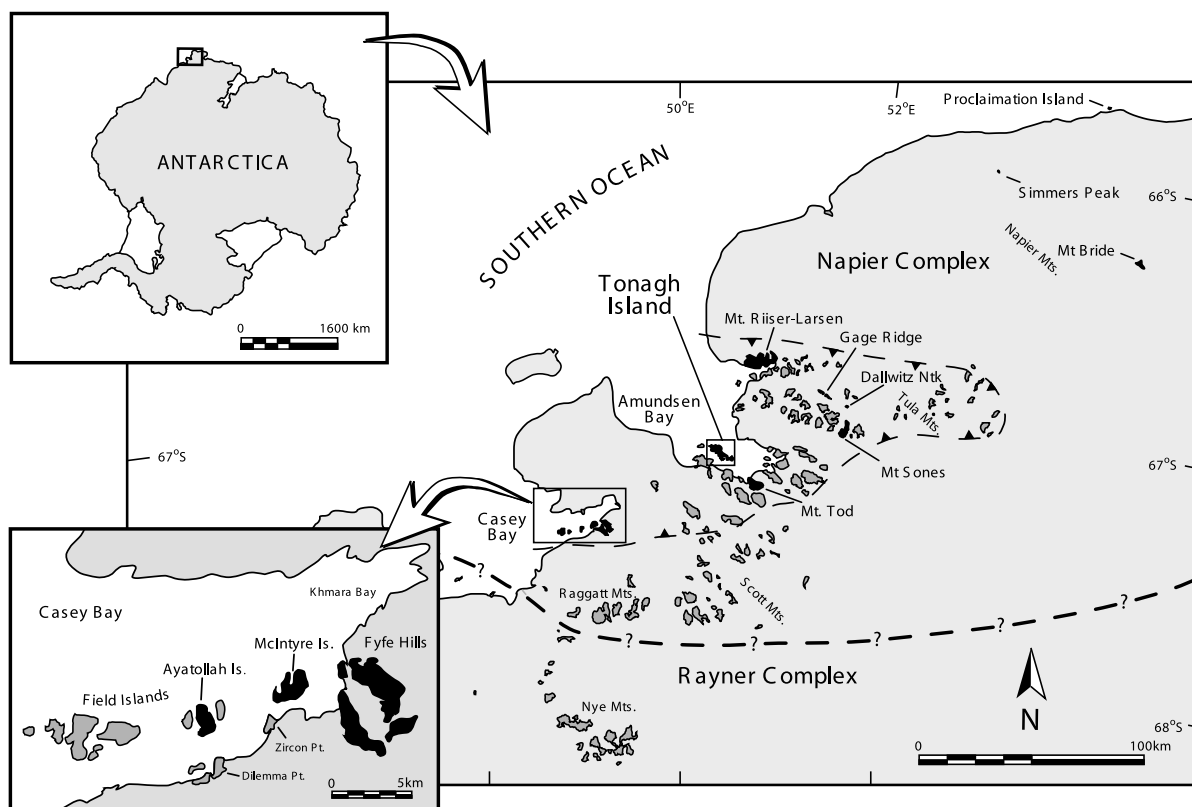 ANTARCTICA
0 1600 km
50°E
52°E
Proclaimation Island
Simmers Peak
66°S
Napier Mts.
Mt Bride
SOUTHERN OCEAN
Napier Complex
Tonagh
Island
Mt. Riiser-Larsen
Gage Ridge
Dallwitz Ntk
Tula Mts.
Amundsen
Bay
67°S
67°S
Mt Sones
Mt. Tod
Casey
Bay
?
Raggatt Mts.
Scott Mts.
?
?
?
?
?
?
Rayner Complex
Nye Mts.
N
68°S
0 100km
Khmara Bay
Casey Bay
McIntyre Is.
Fyfe Hills
Ayatollah Is.
Field Islands
Zircon Pt.
Dilemma Pt.
0 5km